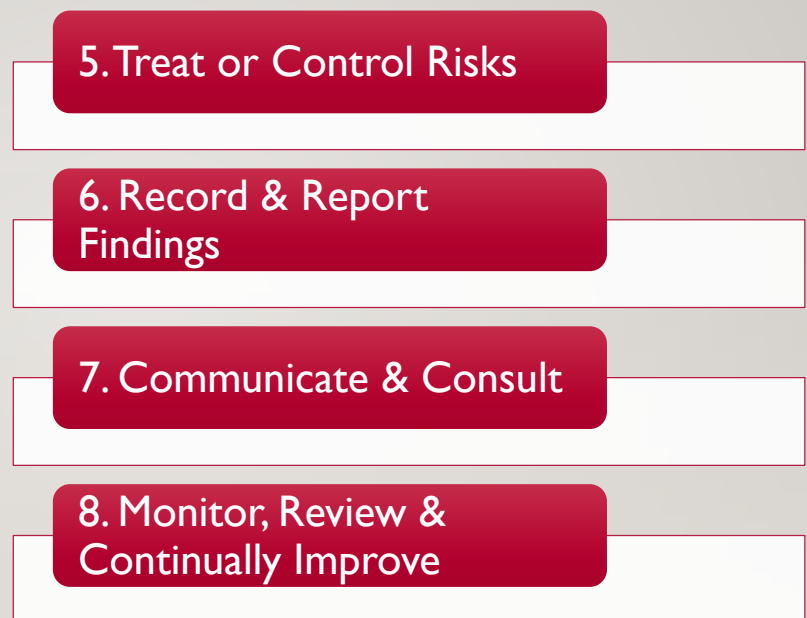 5. Treat or Control Risks
6. Record & Report
Findings
7. Communicate & Consult
8. Monitor, Review &
Continually Improve